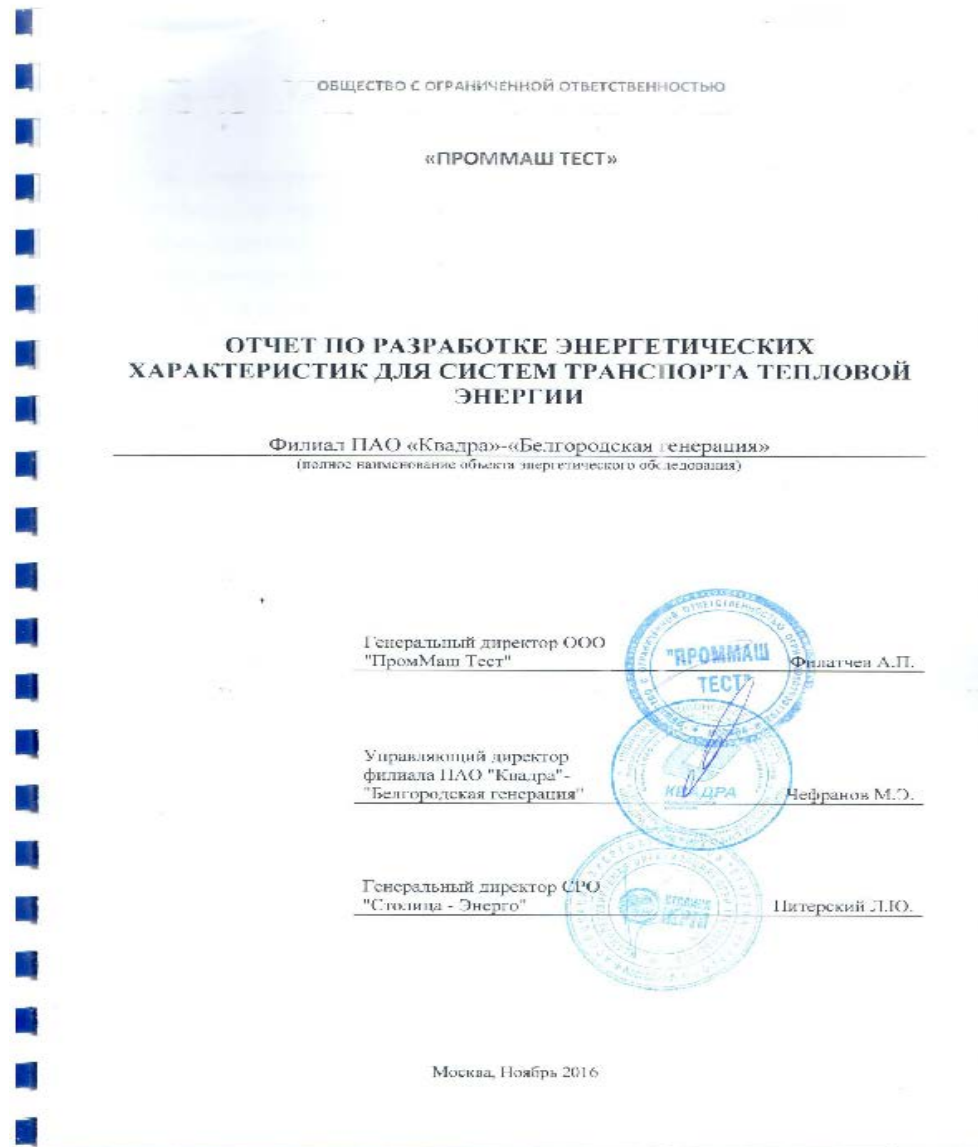 ОБЩЕСТВО С ОГРАНИЧЕННОЙ ОТВЕТСТВЕННОСТЬЮ
«ПРОММАШ ТЕСТ»
ОТЧЕТ ПО РАЗРАБОТКЕ ЭНЕРГЕТИЧЕСКИХ
ХАРАКТЕРИСТИК ДЛЯ СИСТЕМ ТРАНСПОРТА ТЕПЛОВОЙ
ЭНЕРГИИ
Филиал ПАО «Квадра»-«Белгородская генерация»
(полное наименование объекта энергетического обследования)
Генеральный директор ООО
"ПромМаш Тест"
"ПРОММАШ
ТЕСТ"
Филатчев А.П.
Управляющий директор
филиала ПАО "Квадра"-
"Белгородская генерация"
КВАДРА
Чефранов М.Э.
Генеральный директор СРО
"Столица - Энерго"
Питерский Л.Ю.
Москва, Ноябрь 2016